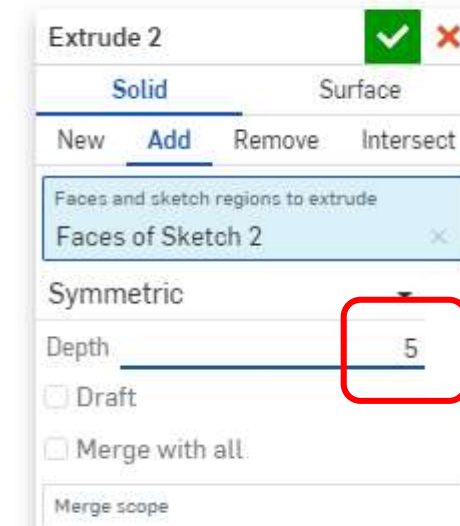 Extrude 2
Solid Surface
New Add Remove Intersect
Faces and sketch regions to extrude
Faces of Sketch 2
Symmetric
Depth 5
Draft
Merge with all
Merge scope